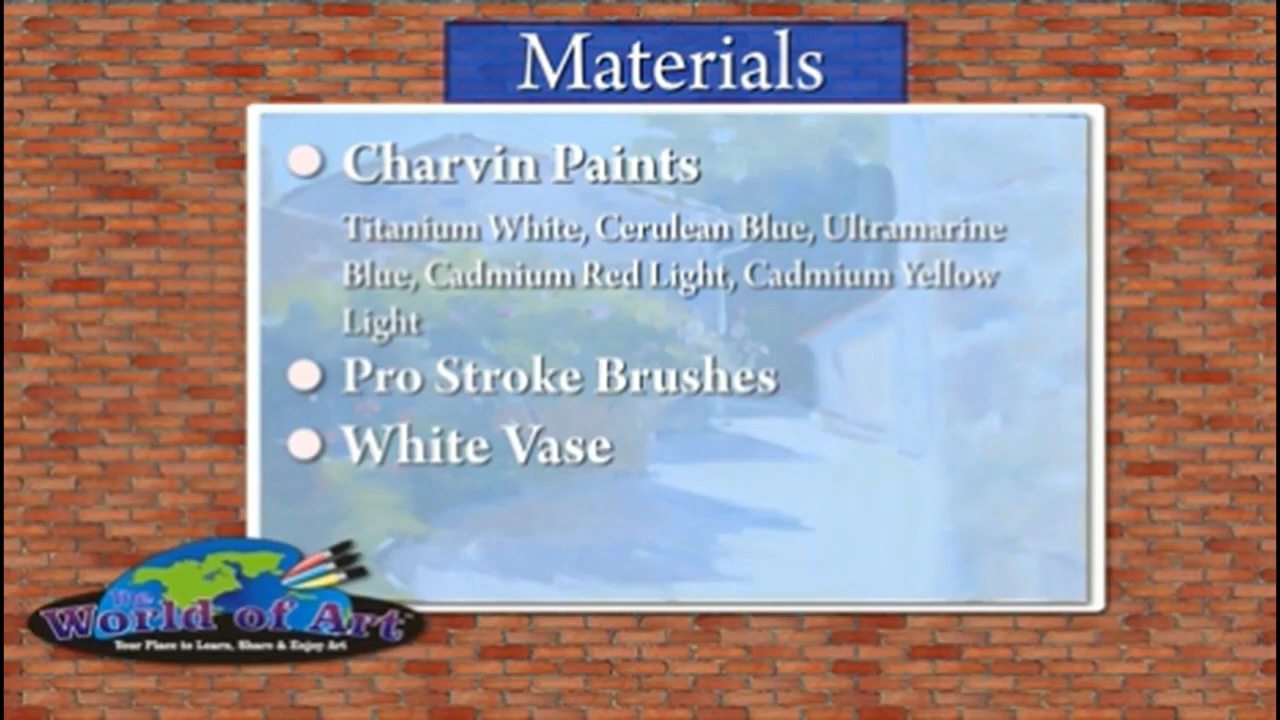 Materials
Charvin Paints
Titanium White, Cerulean Blue, Ultramarine
Blue, Cadmium Red Light, Cadmium Yellow
Light
Pro Stroke Brushes
White Vase
The
World of Art
Your Place to Learn, Share & Enjoy Art